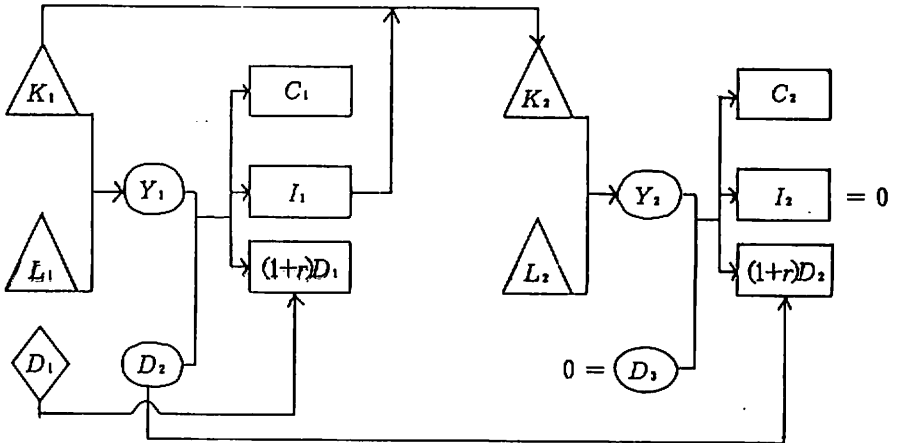 K₁
C₁
Y₁
I₁
L₁
(1+r)D₁
D₁
D₂
K₂
C₂
Y₂
I₂ = 0
L₂
(1+r)D₂
0 = D₃